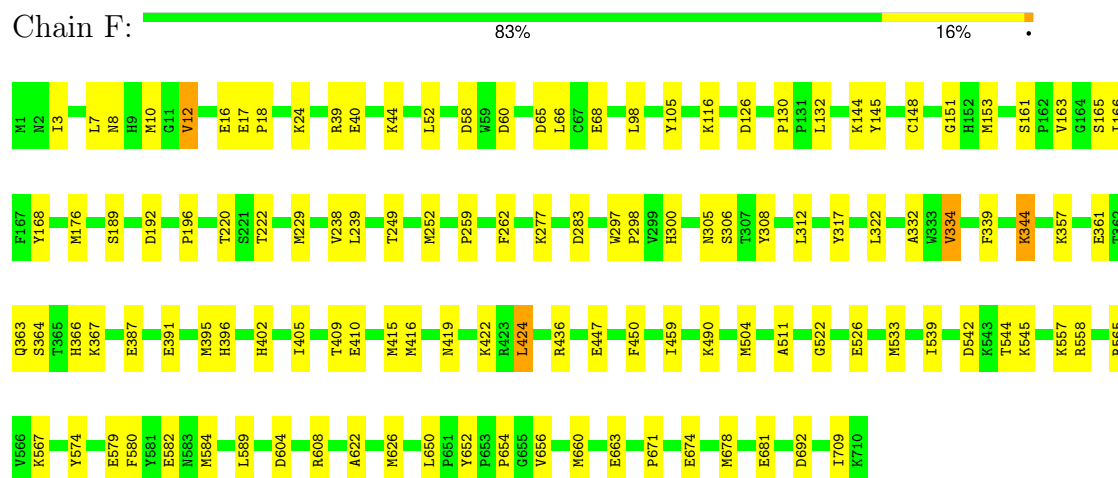 Chain F:
83%
16%
•
M1 N2 I3 L7 N8 H9 M10 G11 V12 E16 E17 P18 K24 R39 E40 K44 L52 D58 W59 D60 D65 L66 C67 E68 L98 Y105 K116 D126 P130 P131 L132 K144 Y145 C148 G151 H152 M153 S161 P162 V163 G164 S165 I166
F167 Y168 M176 S189 D192 P196 T220 S221 T222 M229 V238 L239 T249 M252 P259 F262 K277 D283 W297 P298 V299 H300 N305 S306 T307 Y308 L312 Y317 L322 A332 W333 V334 F339 K344 K357 E361 T362
Q363 S364 T365 H366 K367 E387 E391 M395 H396 H402 I405 T409 E410 M415 M416 N419 K422 R423 L424 R436 E447 F450 I459 K490 M504 A511 G522 E526 M533 I539 D542 K543 T544 K545 K557 R558
V566 K567 Y574 E579 F580 Y581 E582 N583 M584 L589 D604 R608 A622 M626 L650 P651 Y652 P653 P654 G655 V656 M660 E663 P671 E674 M678 E681 D692 I709 K710